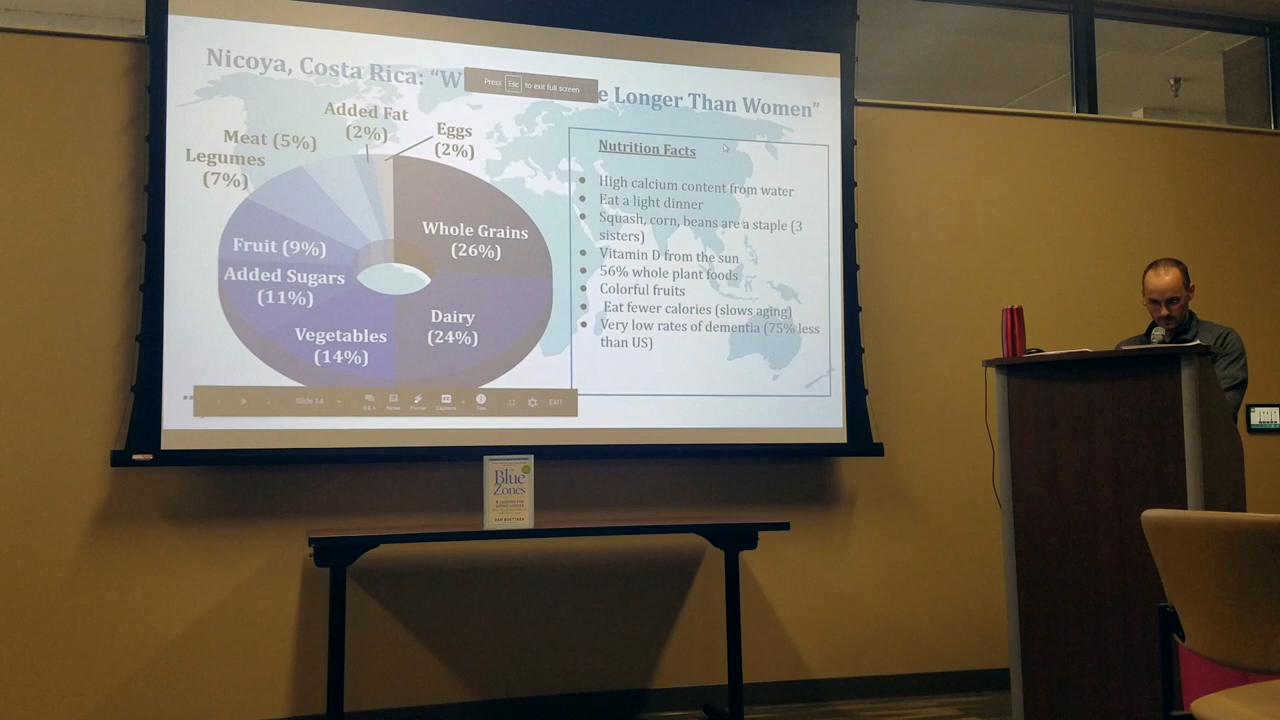 Nicoya, Costa Rica: “W
e Longer Than Women”
Press Esc to exit full screen
Added Fat
(2%)
Eggs
(2%)
Meat (5%)
Legumes
(7%)
Whole Grains
(26%)
Fruit (9%)
Added Sugars
(11%)
Dairy
(24%)
Vegetables
(14%)
Nutrition Facts
High calcium content from water
Eat a light dinner
Squash, corn, beans are a staple (3
sisters)
Vitamin D from the sun
56% whole plant foods
Colorful fruits
Eat fewer calories (slows aging)
Very low rates of dementia (75% less
than US)
Slide 14
Q & A
Notes
Pointer
Captions
Tips
EXIT
Blue
Zones
DAN BUETTNER